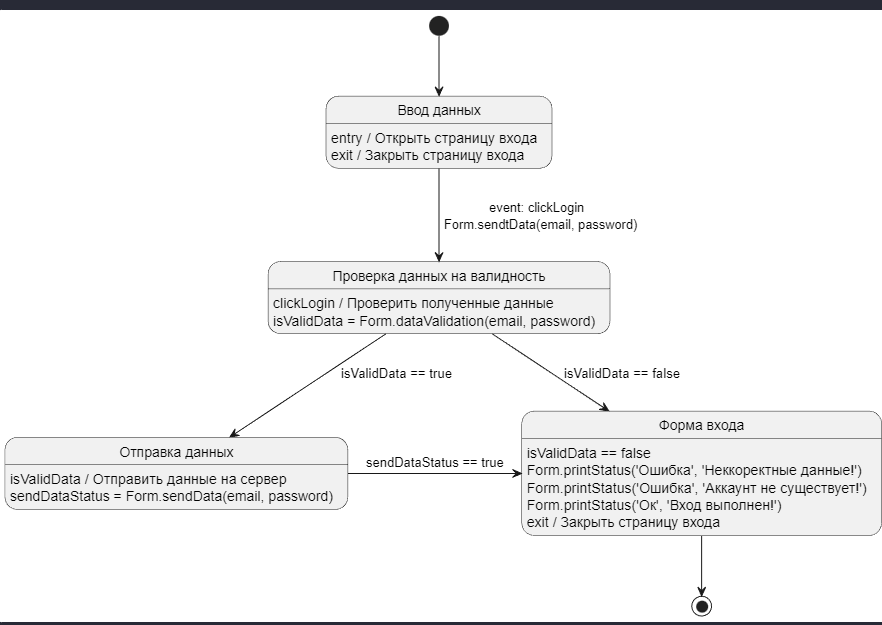 Ввод данных
entry / Открыть страницу входа
exit / Закрыть страницу входа
event: clickLogin
Form.sendtData(email, password)
Проверка данных на валидность
clickLogin / Проверить полученные данные
isValidData = Form.dataValidation(email, password)
isValidData == true
isValidData == false
Отправка данных
isValidData / Отправить данные на сервер
sendDataStatus = Form.sendData(email, password)
sendDataStatus == true
Форма входа
isValidData == false
Form.printStatus('Ошибка', 'Неккоректные данные!')
Form.printStatus('Ошибка', 'Аккаунт не существует!')
Form.printStatus('Ок', 'Вход выполнен!')
exit / Закрыть страницу входа